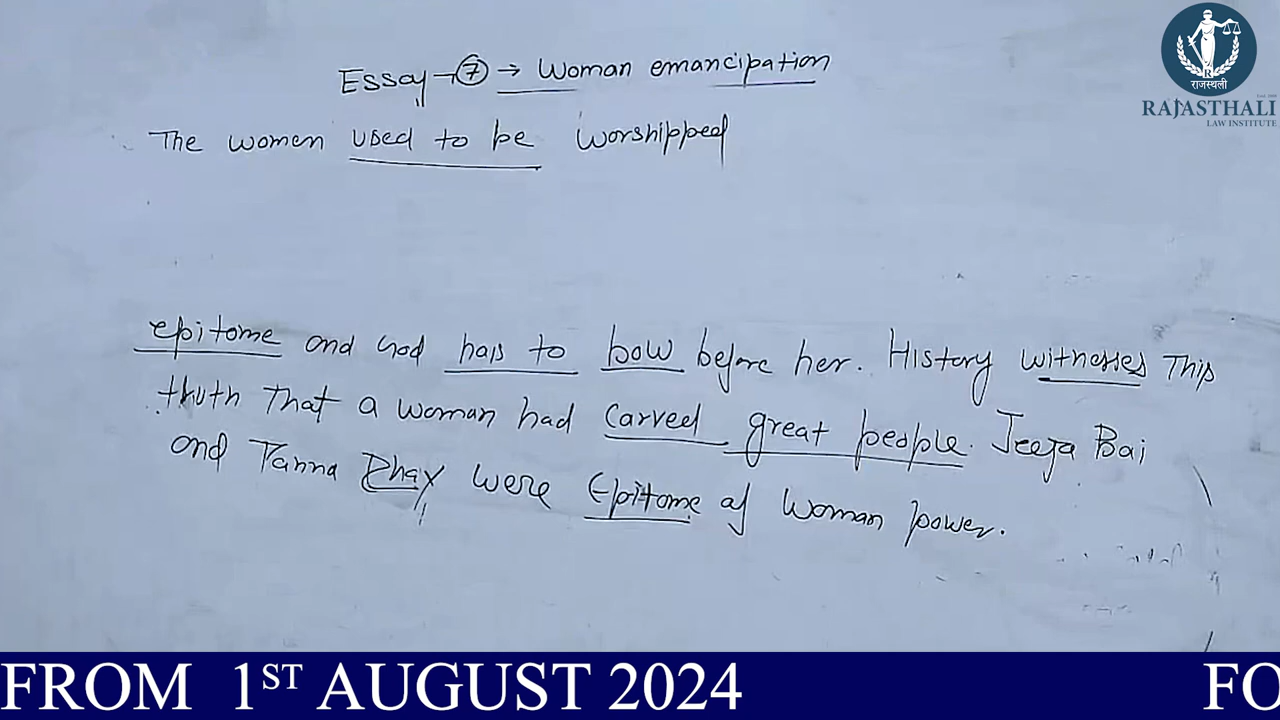 Essay → ⑦ → Woman emancipation
The women used to be worshipped
epitome and God has to bow before her. History witnesses This
truth That a woman had carved great people. Jeeja Bai
and Panna Dhay were Epitome of Woman power.
राजस्थली
RAJASTHALI
LAW INSTITUTE
FROM 1ST AUGUST 2024 FO